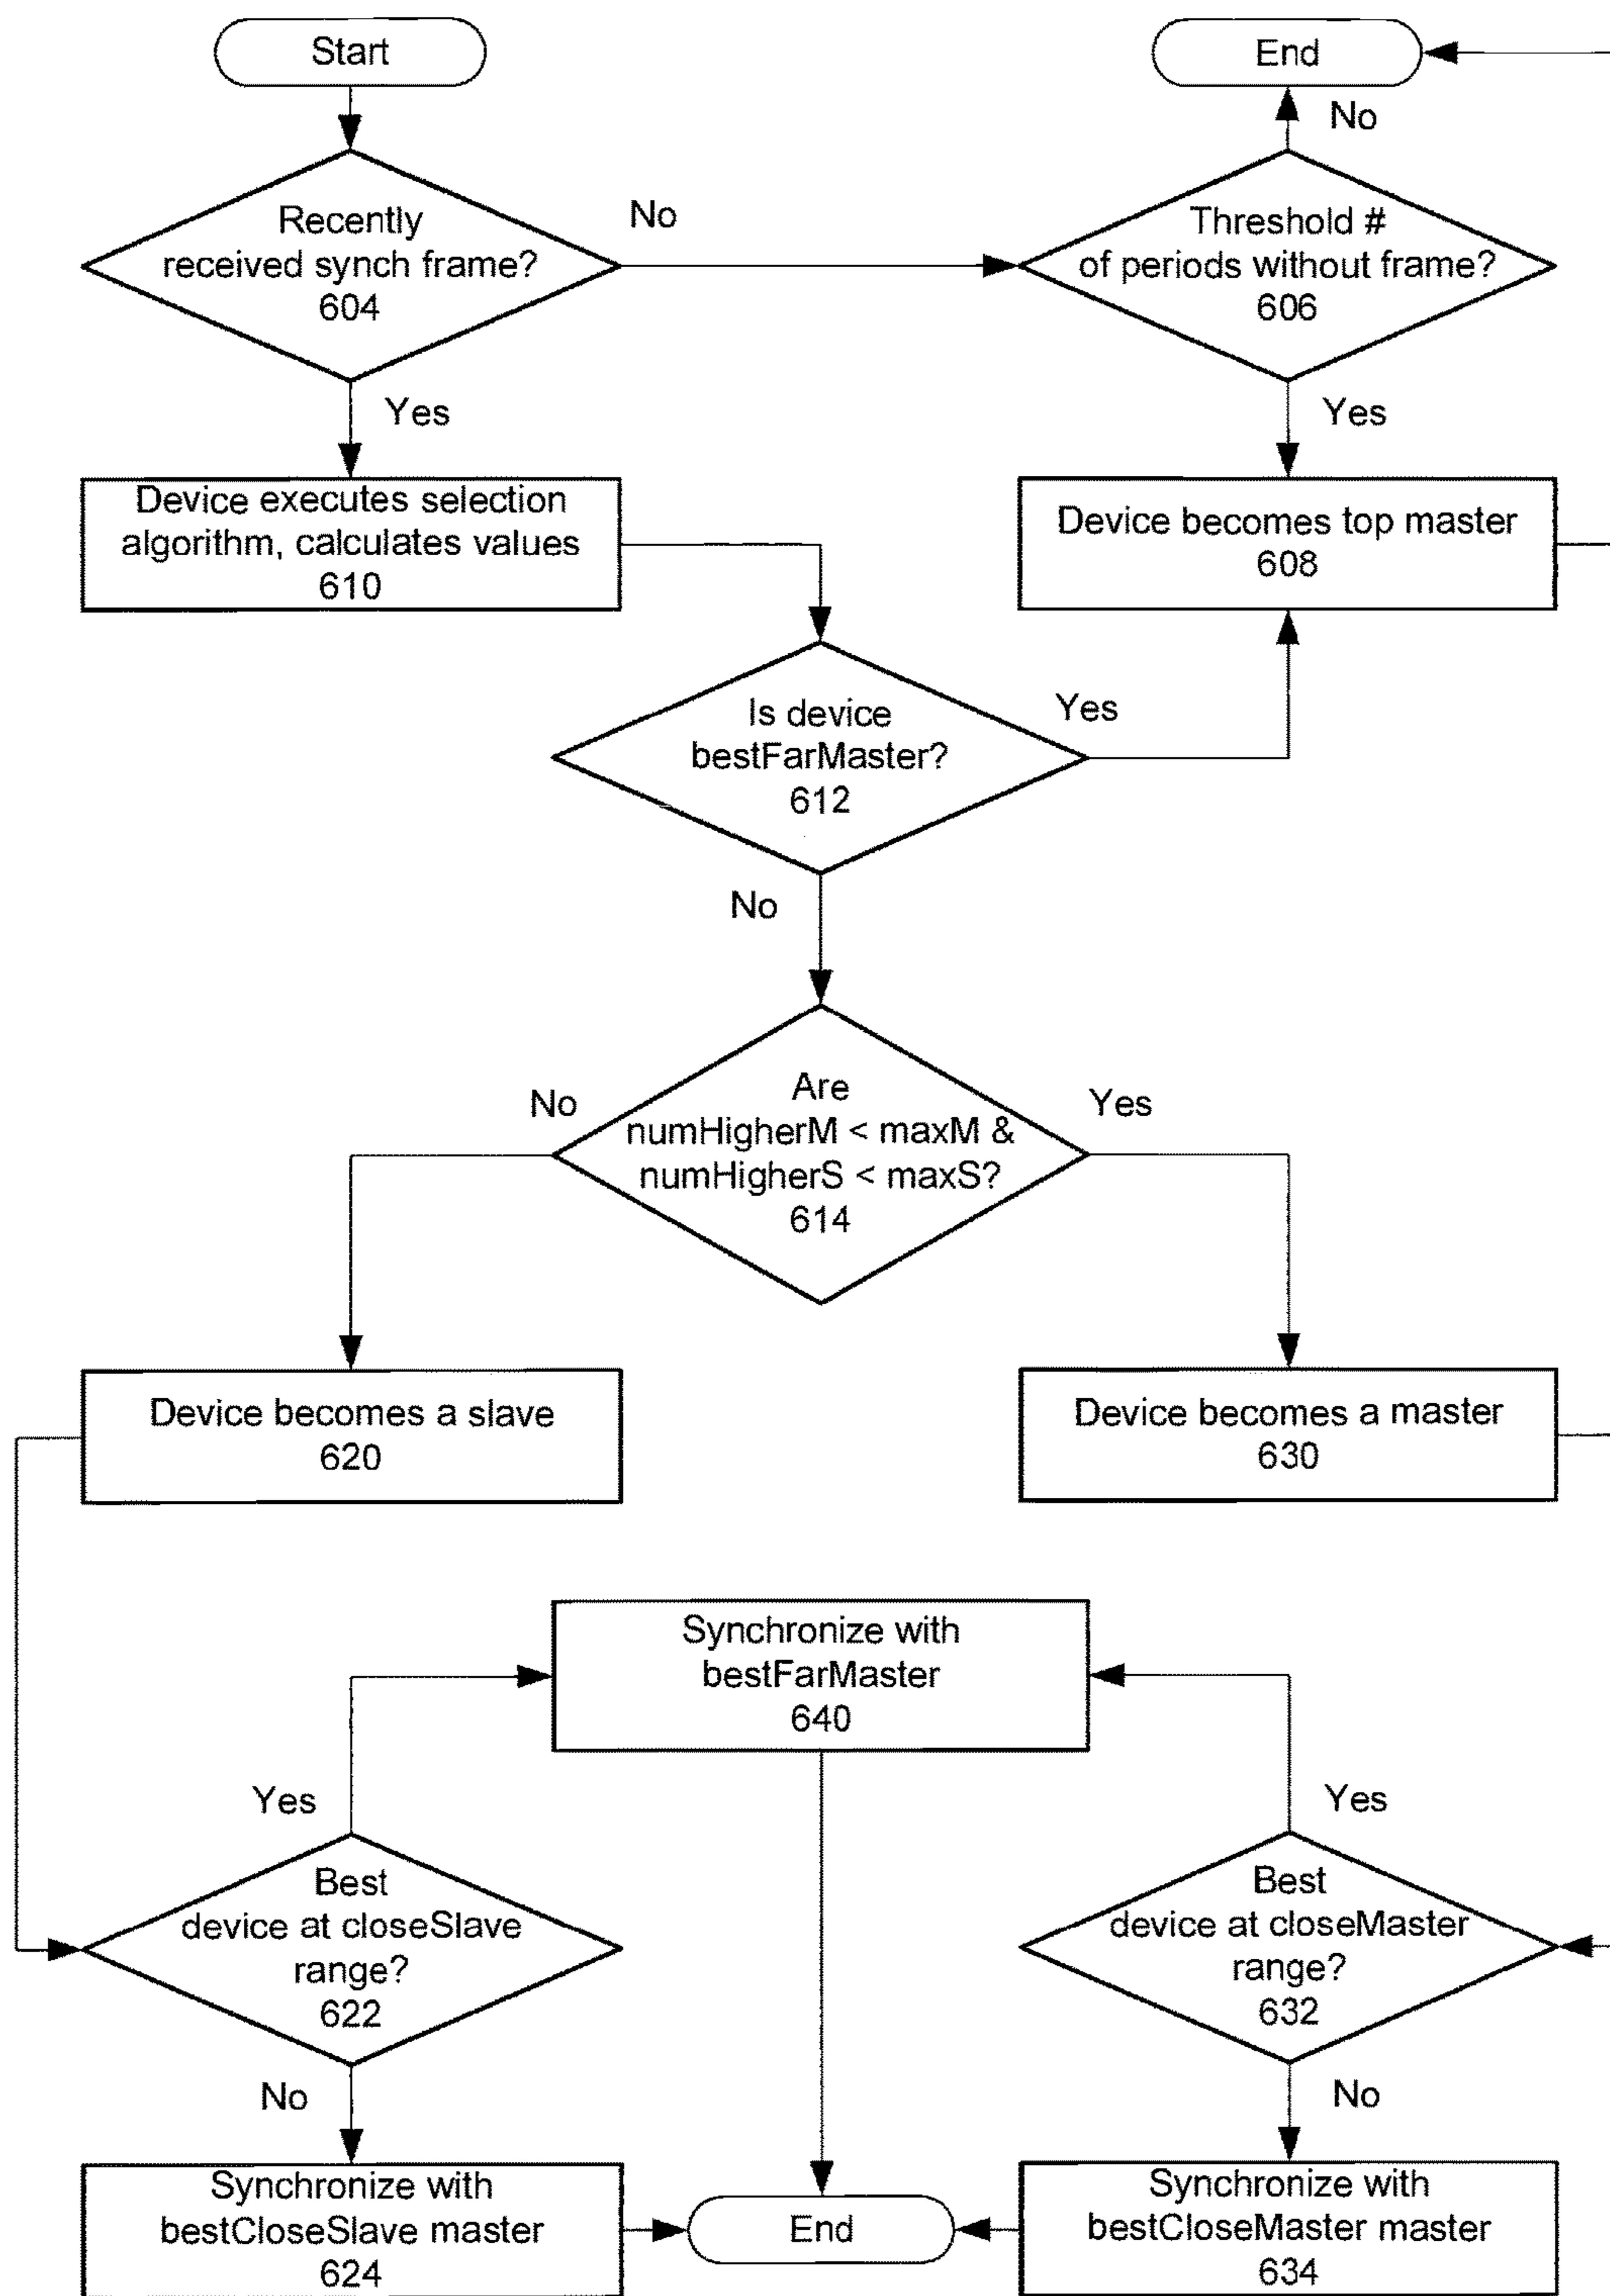 Start
End
No
Recently
received synch frame?
604
No
Threshold #
of periods without frame?
606
Yes
Yes
Device executes selection
algorithm, calculates values
610
Device becomes top master
608
Is device
bestFarMaster?
612
Yes
No
Are
numHigherM < maxM &
numHigherS < maxS?
614
No
Yes
Device becomes a slave
620
Device becomes a master
630
Synchronize with
bestFarMaster
640
Yes
Yes
Best
device at closeSlave
range?
622
Best
device at closeMaster
range?
632
No
No
Synchronize with
bestCloseSlave master
624
End
Synchronize with
bestCloseMaster master
634